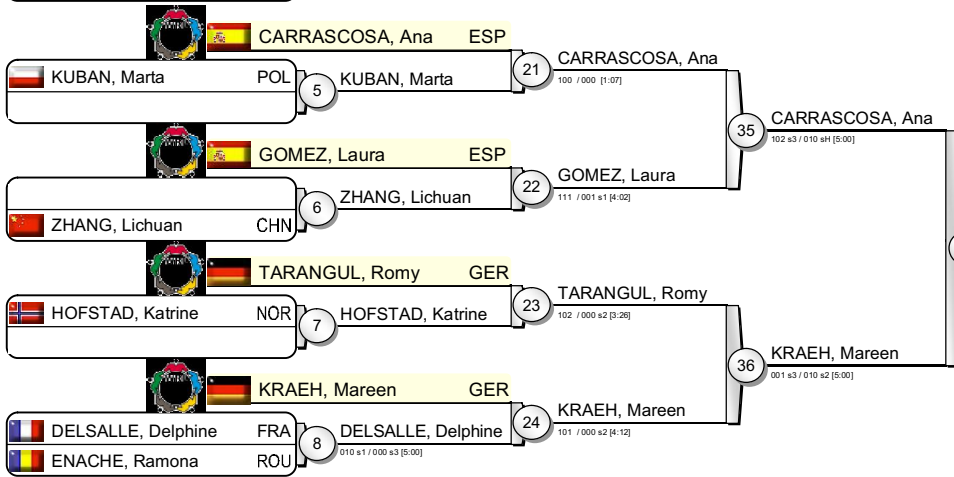 CARRASCOSA, Ana ESP
KUBAN, Marta POL
5 KUBAN, Marta
21 CARRASCOSA, Ana
100 / 000 [1:07]
35 CARRASCOSA, Ana
102 s3 / 010 sH [5:00]
GOMEZ, Laura ESP
6 ZHANG, Lichuan
ZHANG, Lichuan CHN
22 GOMEZ, Laura
111 / 001 s1 [4:02]
TARANGUL, Romy GER
HOFSTAD, Katrine NOR
7 HOFSTAD, Katrine
23 TARANGUL, Romy
102 / 000 s2 [3:26]
36 KRAEH, Mareen
001 s3 / 010 s2 [5:00]
KRAEH, Mareen GER
DELSALLE, Delphine FRA
8 DELSALLE, Delphine
010 s1 / 000 s3 [5:00]
ENACHE, Ramona ROU
24 KRAEH, Mareen
101 / 000 s2 [4:12]